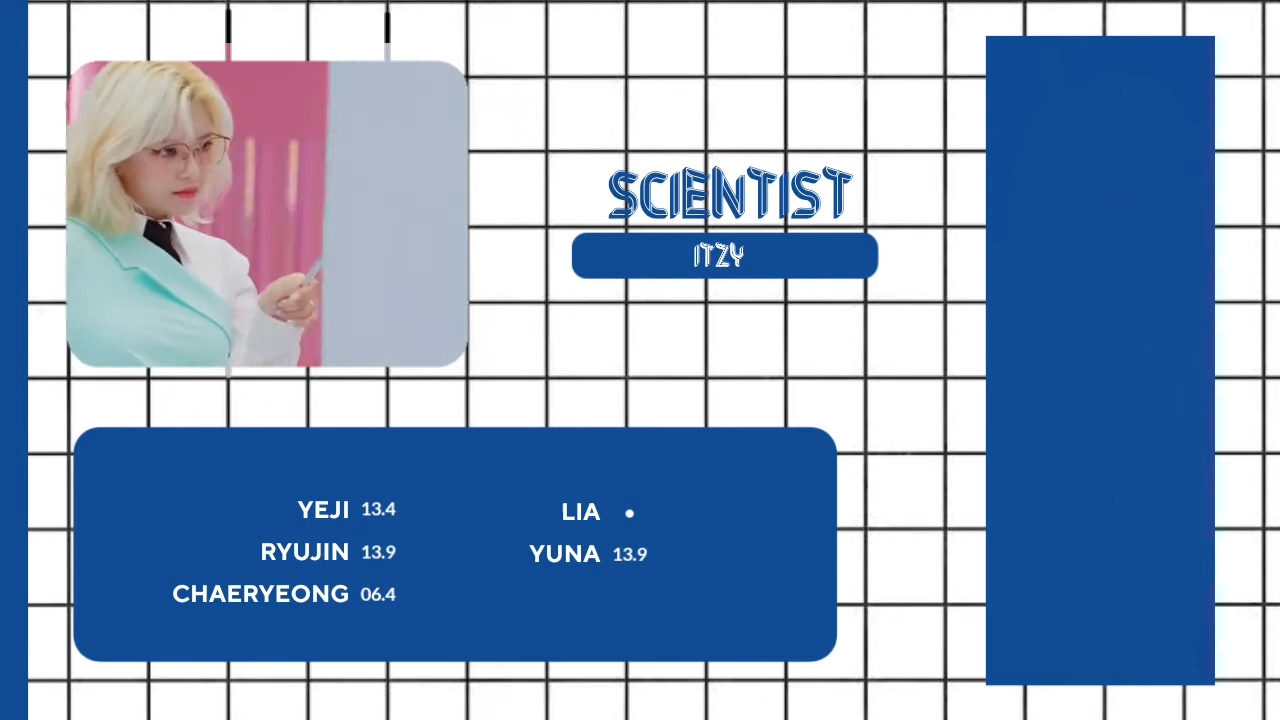 SCIENTIST
ITZY
YEJI 13.4
RYUJIN 13.9
CHAERYEONG 06.4
LIA •
YUNA 13.9